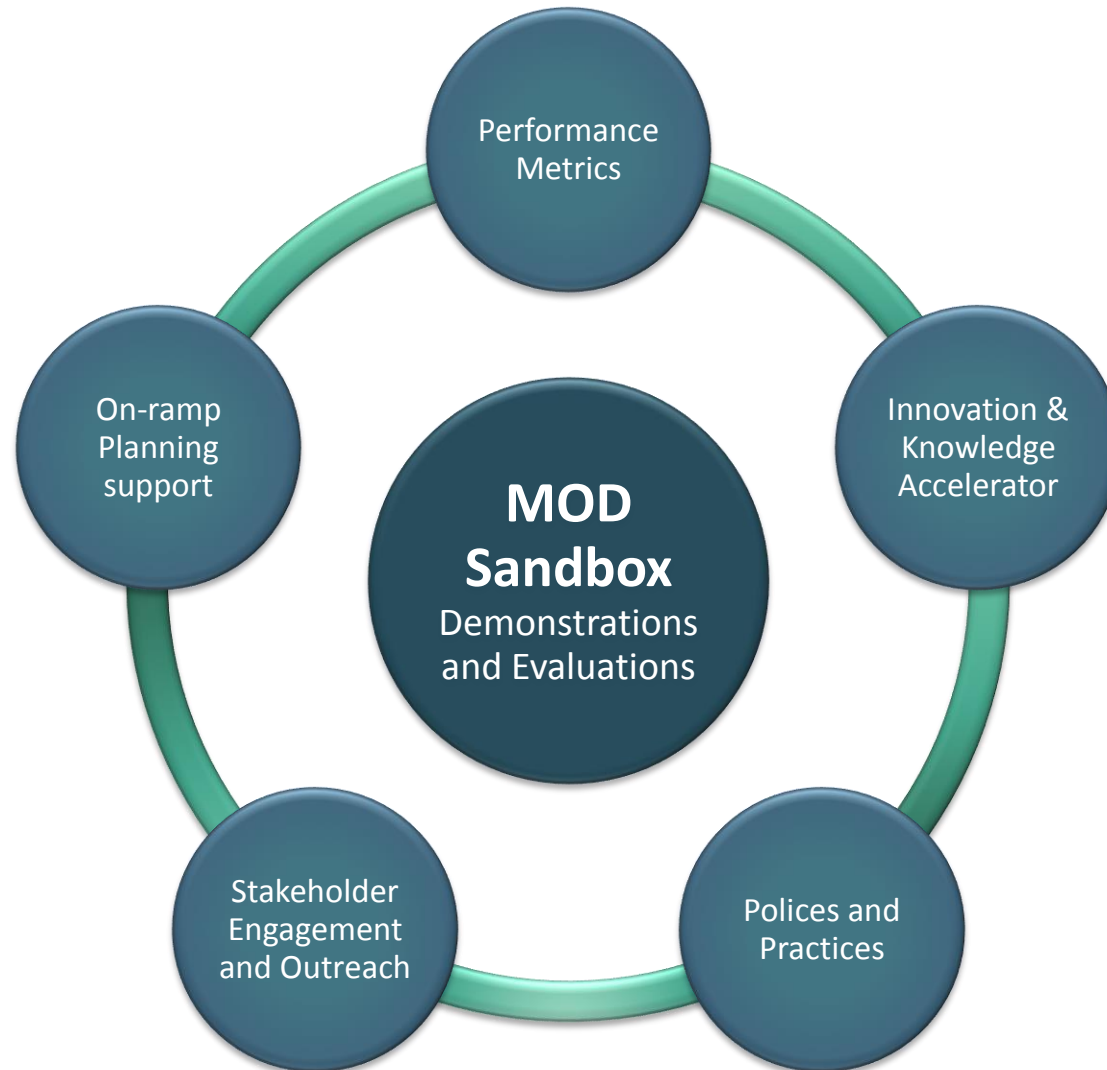 Performance
Metrics
Innovation &
Knowledge
Accelerator
Polices and
Practices
Stakeholder
Engagement
and Outreach
On-ramp
Planning
support
MOD
Sandbox
Demonstrations
and Evaluations